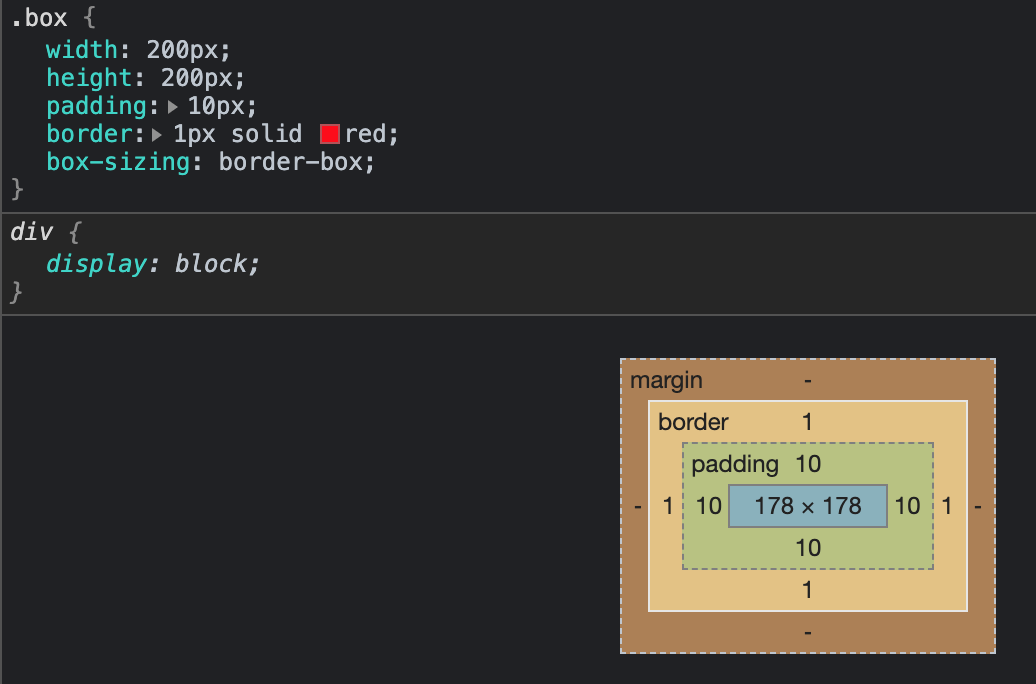 .box {
width: 200px;
height: 200px;
padding: 10px;
border: 1px solid red;
box-sizing: border-box;
}
div {
display: block;
}
margin -
border 1
padding 10
- 1 10 178 × 178 10 1 -
10
1
-